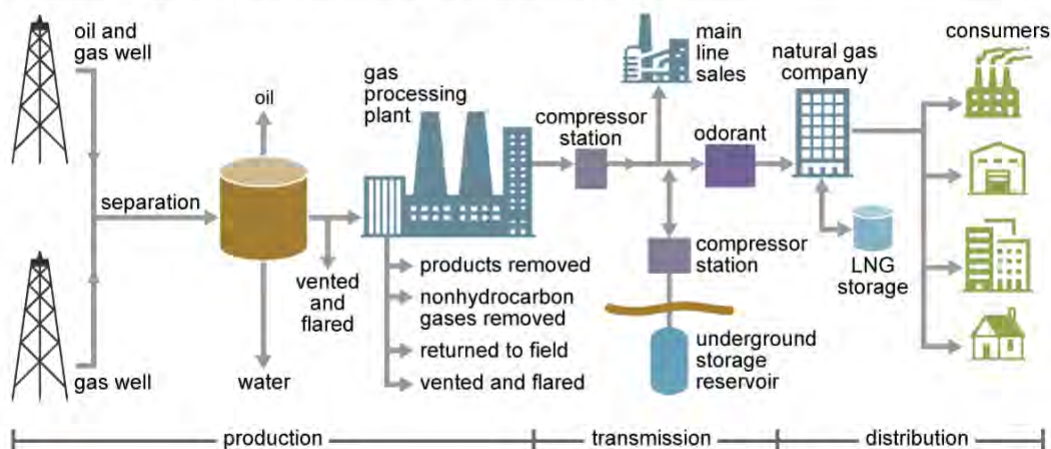 oil and
gas well
separation
gas well
oil
water
vented
and
flared
gas
processing
plant
products removed
nonhydrocarbon
gases removed
returned to field
vented and flared
compressor
station
main
line
sales
odorant
compressor
station
underground
storage
reservoir
natural gas
company
LNG
storage
consumers
production
transmission
distribution